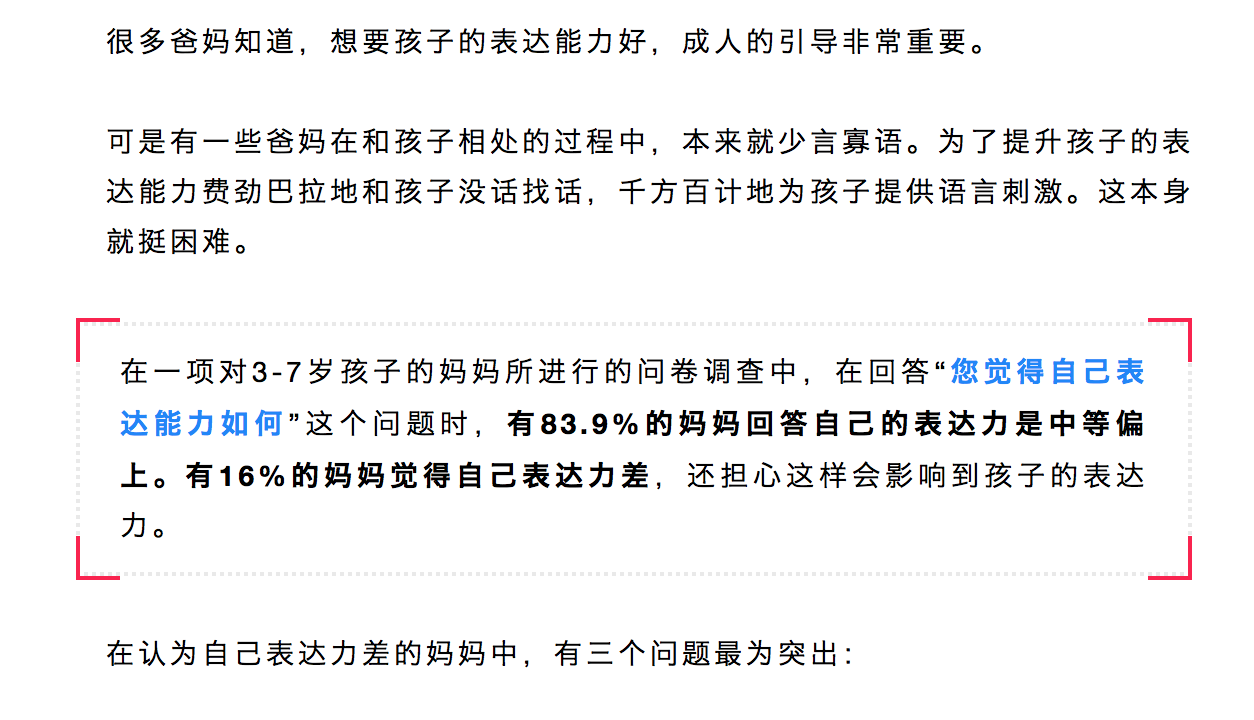 很多爸妈知道，想要孩子的表达能力好，成人的引导非常重要。
可是有一些爸妈在和孩子相处的过程中，本来就少言寡语。为了提升孩子的表
达能力费劲巴拉地和孩子没话找话，千方百计地为孩子提供语言刺激。这本身
就挺困难。
在一项对3-7岁孩子的妈妈所进行的问卷调查中，在回答“您觉得自己表
达能力如何”这个问题时，有83.9%的妈妈回答自己的表达力是中等偏
上。有16%的妈妈觉得自己表达力差，还担心这样会影响到孩子的表达
力。
在认为自己表达力差的妈妈中，有三个问题最为突出：